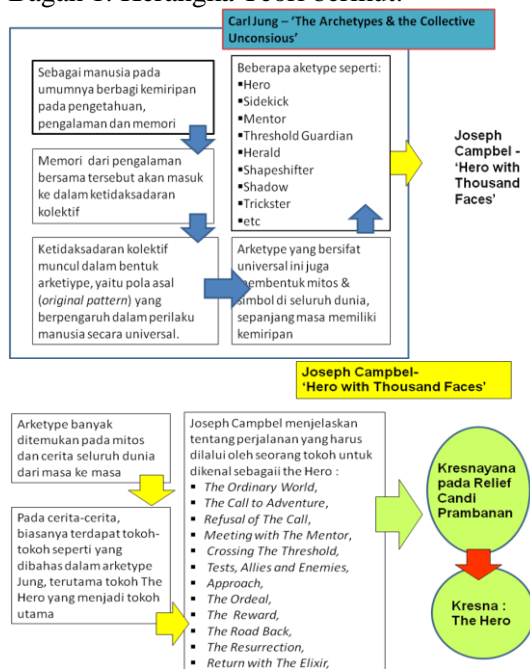 Bagan 1. Kerangka Teori berikut:
Carl Jung – ‘The Archetypes & the Collective
Unconsious’
Sebagai manusia pada
umumnya berbagi kemiripan
pada pengetahuan,
pengalaman dan memori
Memori dari pengalaman
bersama tersebut akan masuk
ke dalam ketidaksadaran
kolektif
Ketidaksadaran kolektif
muncul dalam bentuk
arketiype, yaitu pola asal
(original pattern) yang
berpengaruh dalam perilaku
manusia secara universal.
Beberapa aketype seperti:
▪Hero
▪Sidekick
▪Mentor
▪Threshold Guardian
▪Herald
▪Shapeshifter
▪Shadow
▪Trickster
▪etc
Arketype yang bersifat
universal ini juga
membentuk mitos &
simbol di seluruh dunia,
sepanjang masa memiliki
kemiripan
Joseph
Campbel -
‘Hero with
Thousand
Faces’
Joseph Campbel-
‘Hero with Thousand Faces’
Arketype banyak
ditemukan pada mitos
dan cerita seluruh dunia
dari masa ke masa
Pada cerita-cerita,
biasanya terdapat tokoh-
tokoh seperti yang
dibahas dalam arketype
Jung, terutama tokoh The
Hero yang menjadi tokoh
utama
Joseph Campbel menjelaskan
tentang perjalanan yang harus
dilalui oleh seorang tokoh untuk
dikenal sebagaii the Hero :
▪ The Ordinary World,
▪ The Call to Adventure,
▪ Refusal of The Call,
▪ Meeting with The Mentor,
▪ Crossing The Threshold,
▪ Tests, Allies and Enemies,
▪ Approach,
▪ The Ordeal,
▪ The Reward,
▪ The Road Back,
▪ The Resurrection,
▪ Return with The Elixir,
Kresnayana
pada Relief
Candi
Prambanan
Kresna :
The Hero